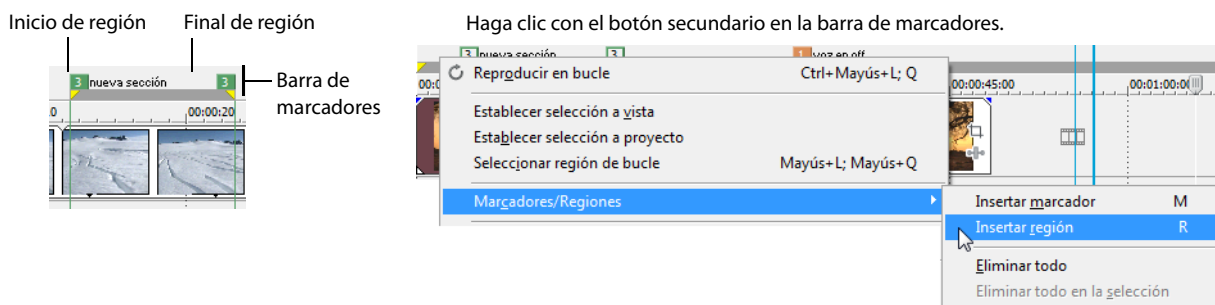 Inicio de región
Final de región
3 nueva sección 3
Barra de
marcadores
0 00:00:20
Haga clic con el botón secundario en la barra de marcadores.
3 nueva sección 3 1 voz en off
00:0 00:00:45:00 00:01:00:0
Reproducir en bucle Ctrl+Mayús+L; Q
Establecer selección a vista
Establecer selección a proyecto
Seleccionar región de bucle Mayús+L; Mayús+Q
Marcadores/Regiones
Insertar marcador M
Insertar región R
Eliminar todo
Eliminar todo en la selección